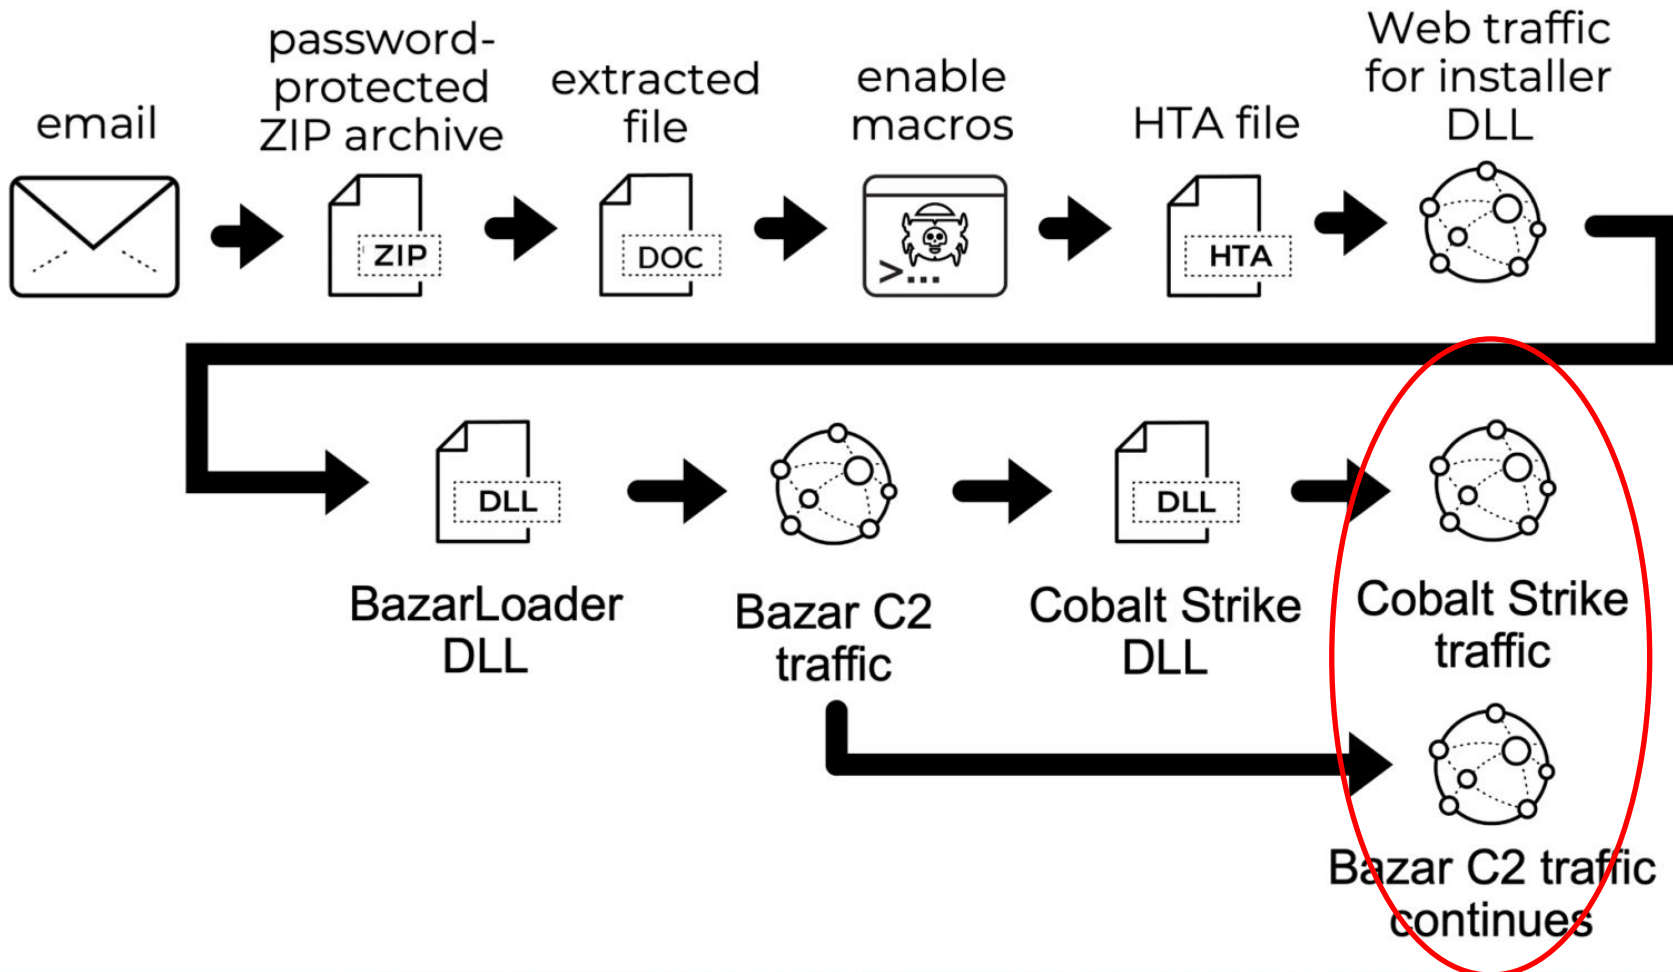 email
password-
protected
ZIP archive
extracted
file
enable
macros
HTA file
Web traffic
for installer
DLL
ZIP
DOC
>...
HTA
DLL
DLL
BazarLoader
DLL
Bazar C2
traffic
Cobalt Strike
DLL
Cobalt Strike
traffic
Bazar C2 traffic
continues